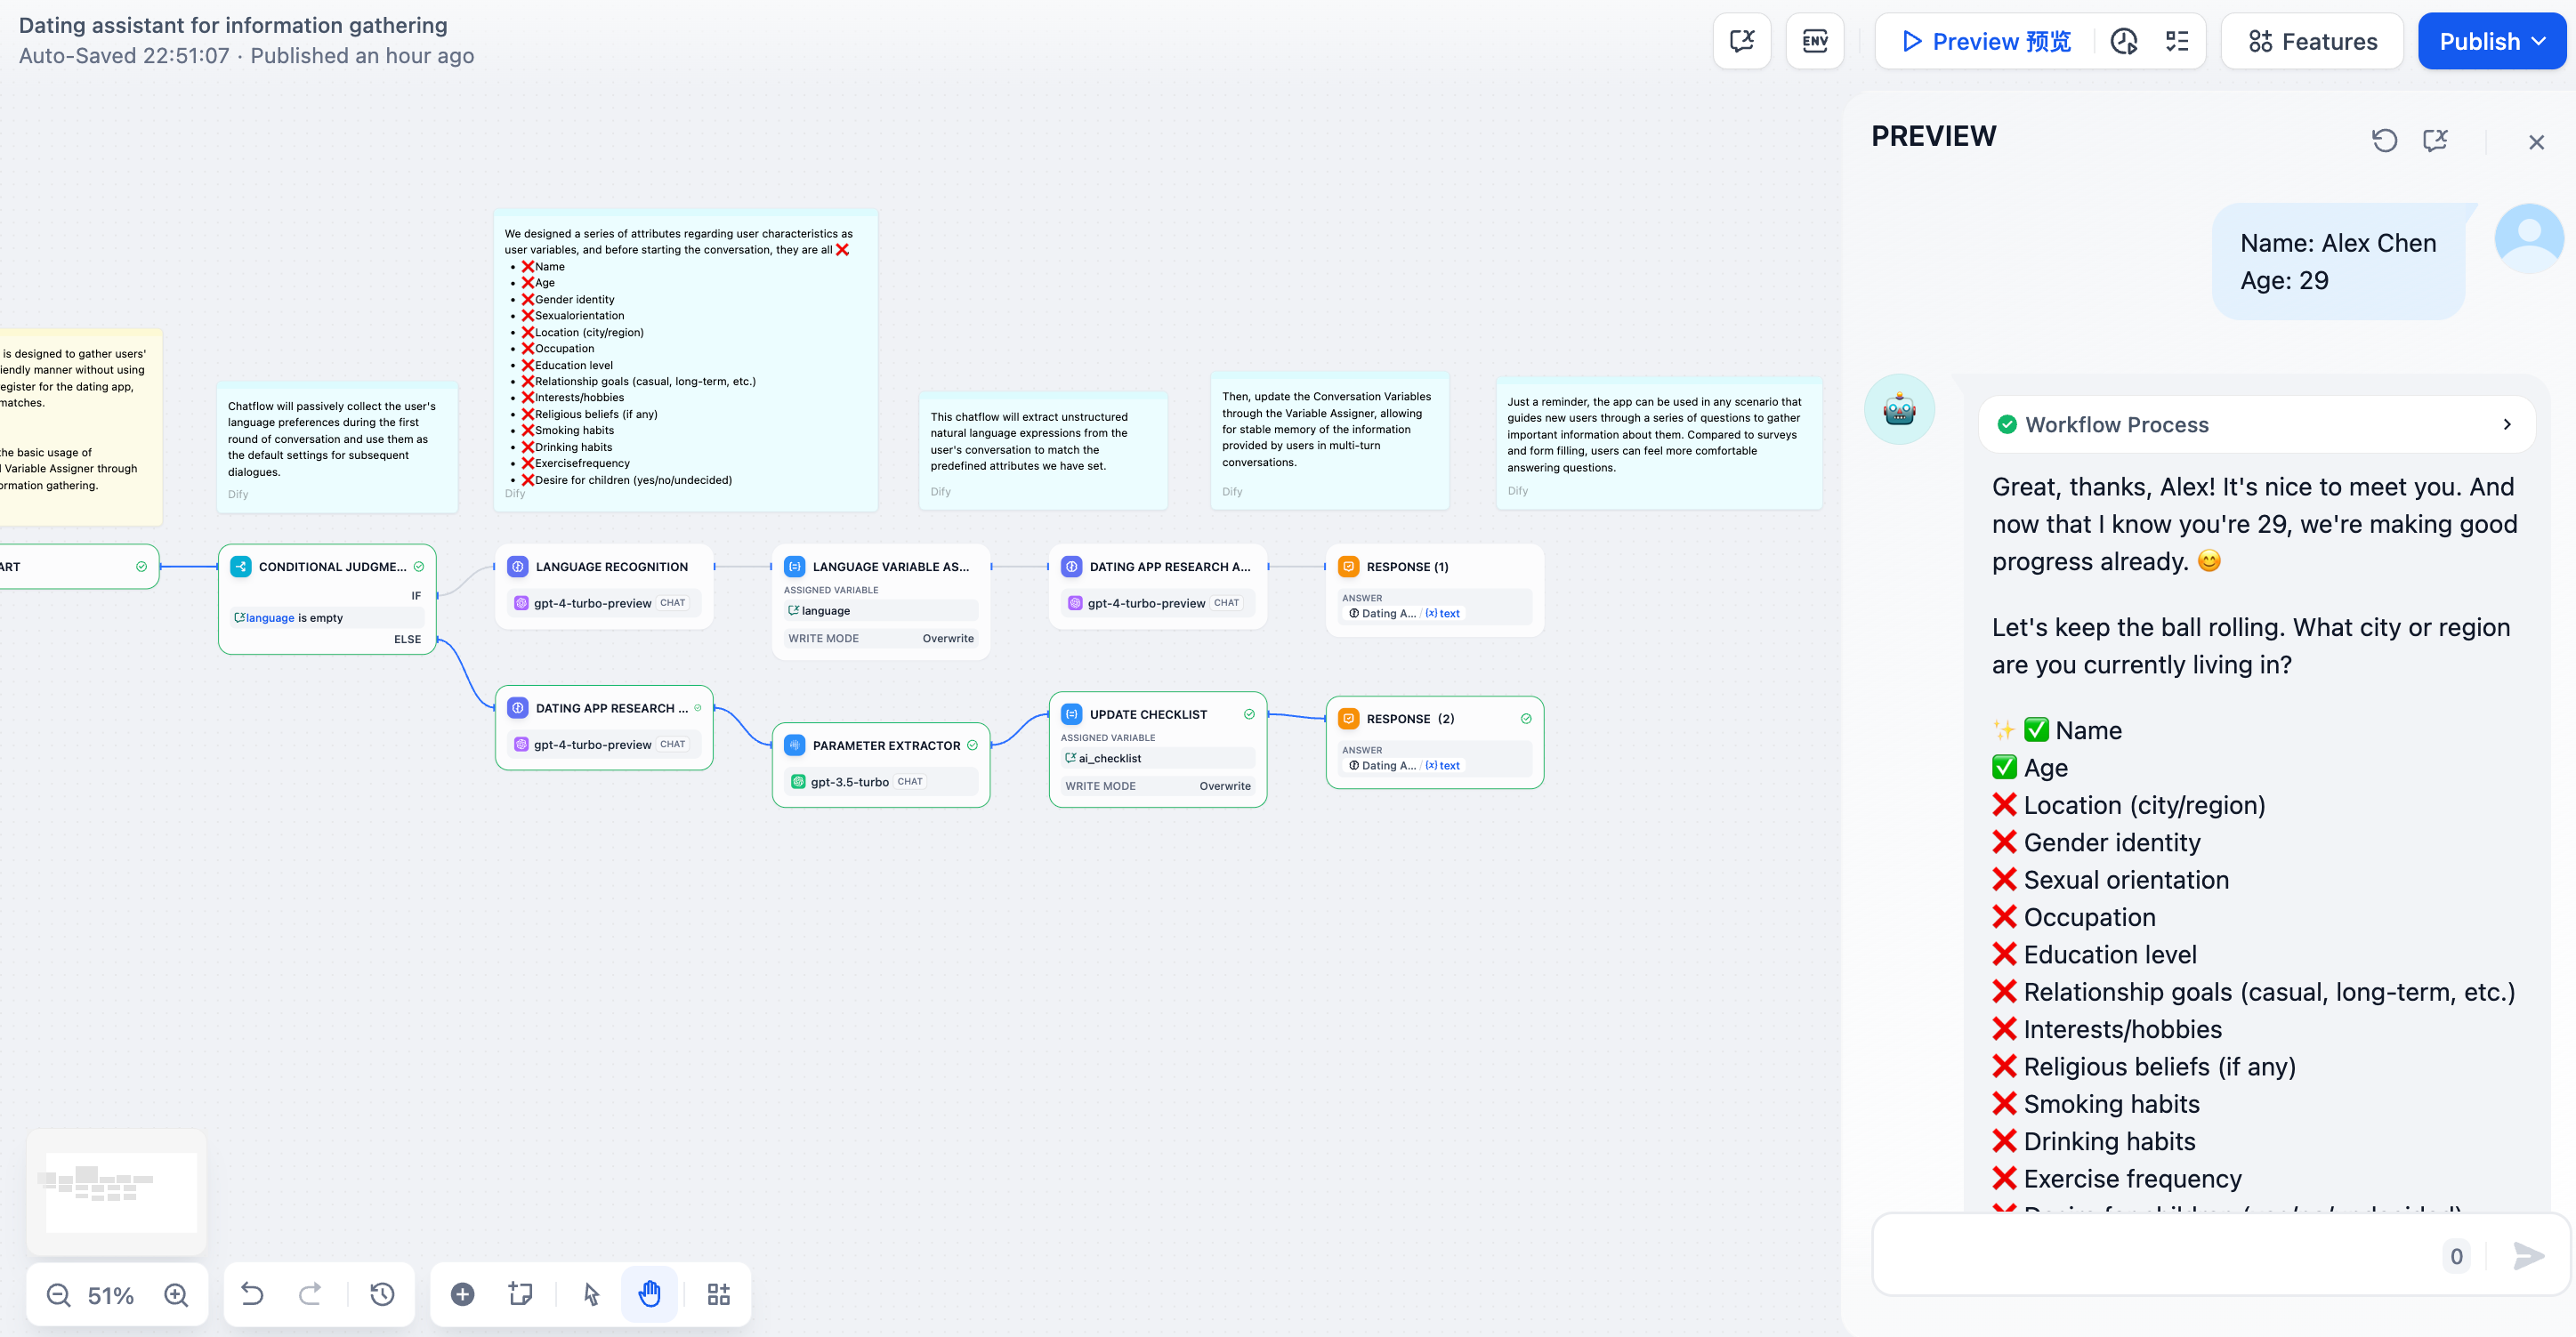 Dating assistant for information gathering
Auto-Saved 22:51:07 · Published an hour ago
ENV
Preview 预览
Features
Publish
is designed to gather users'
iendly manner without using
egister for the dating app,
matches.
the basic usage of
Variable Assigner through
ormation gathering.
Chatflow will passively collect the user's
language preferences during the first
round of conversation and use them as
the default settings for subsequent
dialogues.
Dify
We designed a series of attributes regarding user characteristics as
user variables, and before starting the conversation, they are all ❌
• ❌Name
• ❌Age
• ❌Gender identity
• ❌Sexualorientation
• ❌Location (city/region)
• ❌Occupation
• ❌Education level
• ❌Relationship goals (casual, long-term, etc.)
• ❌Interests/hobbies
• ❌Religious beliefs (if any)
• ❌Smoking habits
• ❌Drinking habits
• ❌Exercisefrequency
• ❌Desire for children (yes/no/undecided)
Dify
This chatflow will extract unstructured
natural language expressions from the
user's conversation to match the
predefined attributes we have set.
Dify
Then, update the Conversation Variables
through the Variable Assigner, allowing
for stable memory of the information
provided by users in multi-turn
conversations.
Dify
Just a reminder, the app can be used in any scenario that
guides new users through a series of questions to gather
important information about them. Compared to surveys
and form filling, users can feel more comfortable
answering questions.
Dify
ART
CONDITIONAL JUDGME...
IF
language is empty
ELSE
LANGUAGE RECOGNITION
gpt-4-turbo-preview CHAT
LANGUAGE VARIABLE AS...
ASSIGNED VARIABLE
language
WRITE MODE Overwrite
DATING APP RESEARCH A...
gpt-4-turbo-preview CHAT
RESPONSE (1)
ANSWER
Dating A... / (x) text
DATING APP RESEARCH ...
gpt-4-turbo-preview CHAT
PARAMETER EXTRACTOR
gpt-3.5-turbo CHAT
UPDATE CHECKLIST
ASSIGNED VARIABLE
ai_checklist
WRITE MODE Overwrite
RESPONSE (2)
ANSWER
Dating A... / (x) text
51%
PREVIEW
Name: Alex Chen
Age: 29
Workflow Process
Great, thanks, Alex! It's nice to meet you. And
now that I know you're 29, we're making good
progress already. 😊
Let's keep the ball rolling. What city or region
are you currently living in?
✨ ✅ Name
✅ Age
❌ Location (city/region)
❌ Gender identity
❌ Sexual orientation
❌ Occupation
❌ Education level
❌ Relationship goals (casual, long-term, etc.)
❌ Interests/hobbies
❌ Religious beliefs (if any)
❌ Smoking habits
❌ Drinking habits
❌ Exercise frequency
❌ Desire for children (yes/no/undecided)
0